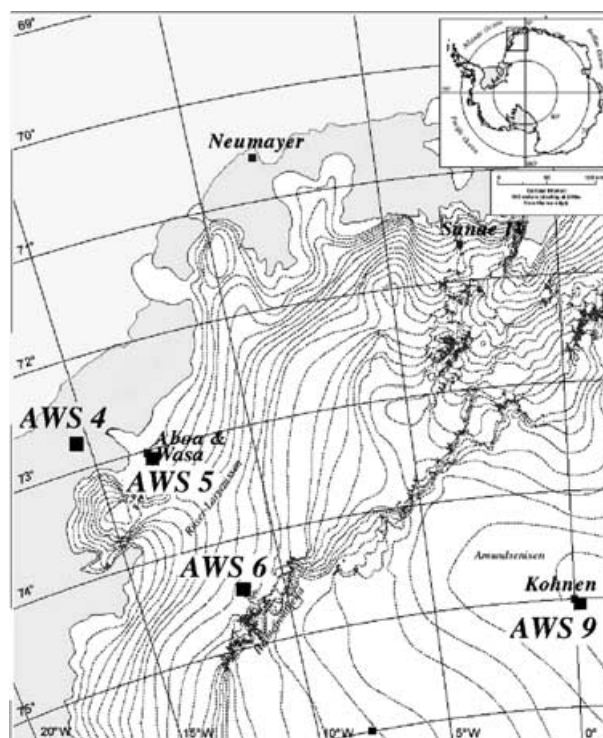 69°
70°
Neumayer
71°
Sanae IV
72°
AWS 4
Aboa &
Wasa
73°
AWS 5
AWS 6
Amundsenisen
74°
Kohnen
AWS 9
75°
20°W
15°W
10°W
5°W
0°